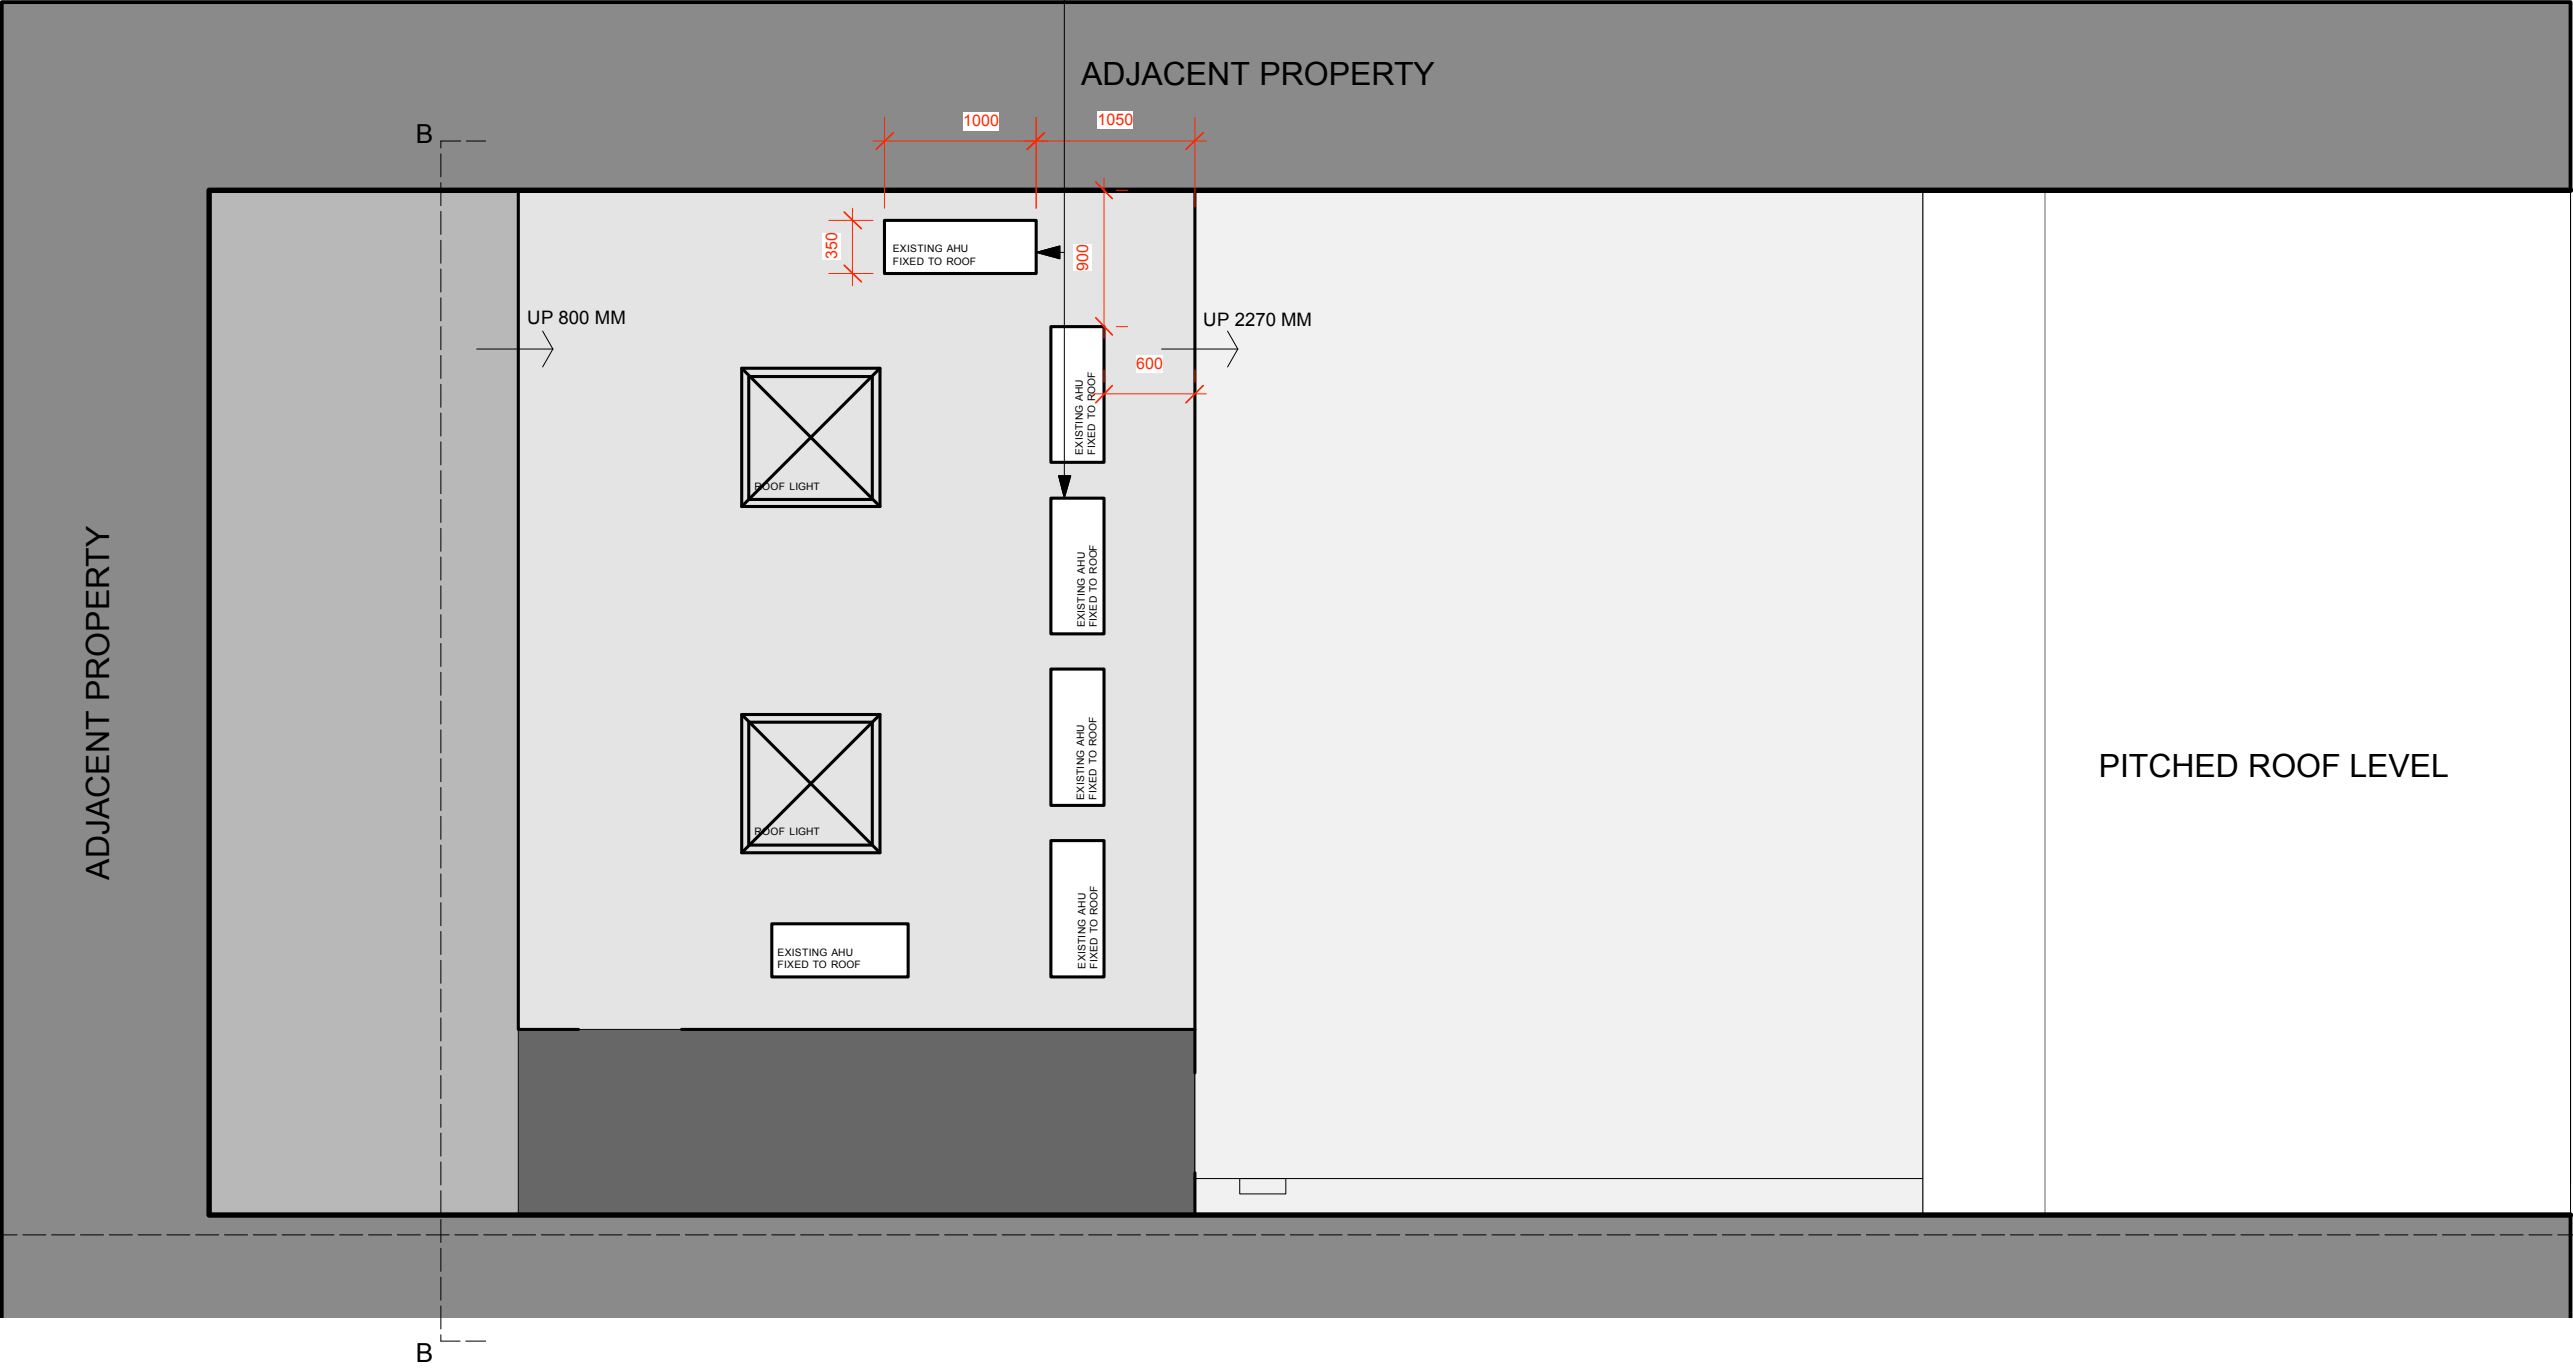 ADJACENT PROPERTY
B
1000
1050
350
EXISTING AHU
FIXED TO ROOF
900
UP 800 MM
UP 2270 MM
600
EXISTING AHU
FIXED TO ROOF
ROOF LIGHT
EXISTING AHU
FIXED TO ROOF
ADJACENT PROPERTY
EXISTING AHU
FIXED TO ROOF
PITCHED ROOF LEVEL
ROOF LIGHT
EXISTING AHU
FIXED TO ROOF
EXISTING AHU
FIXED TO ROOF
B